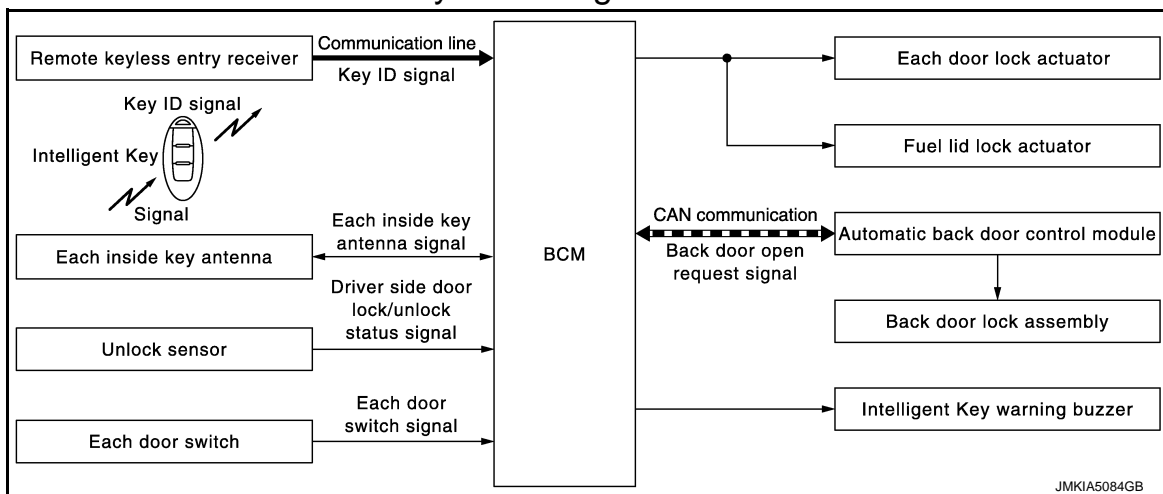 Remote keyless entry receiver
Communication line
Key ID signal
Key ID signal
Intelligent Key
Signal
Each inside key antenna
Each inside key
antenna signal
Unlock sensor
Driver side door
lock/unlock
status signal
Each door switch
Each door
switch signal
BCM
Each door lock actuator
Fuel lid lock actuator
CAN communication
Back door open
request signal
Automatic back door control module
Back door lock assembly
Intelligent Key warning buzzer
JMKIA5084GB